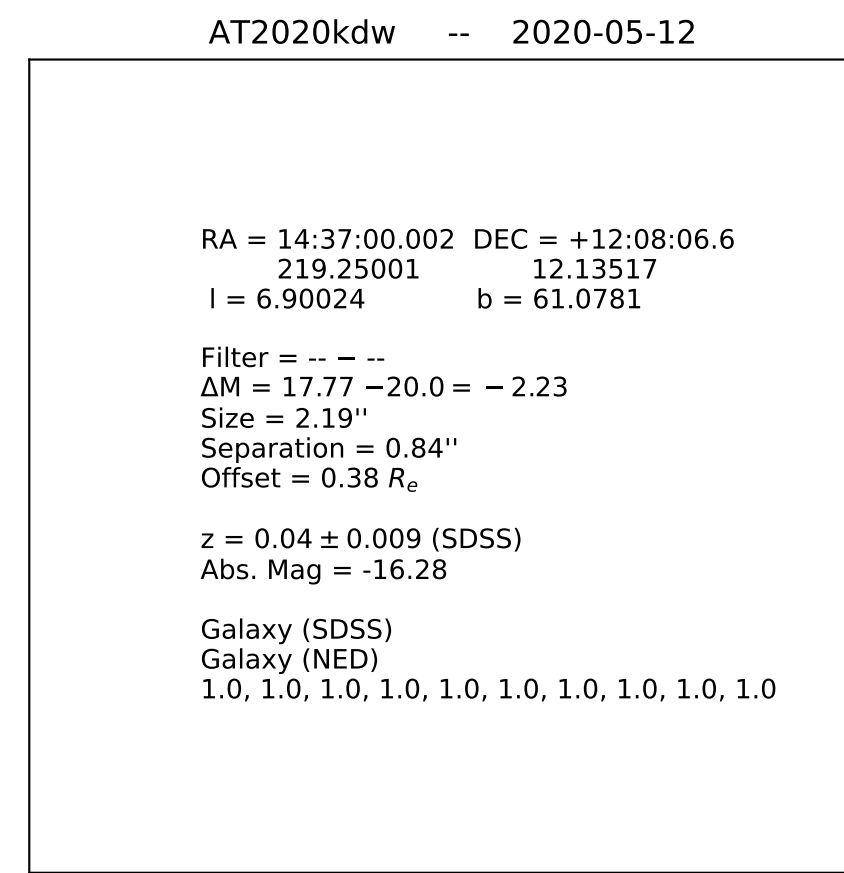 AT2020kdw -- 2020-05-12
RA = 14:37:00.002 DEC = +12:08:06.6
219.25001 12.13517
l = 6.90024 b = 61.0781
Filter = -- − --
ΔM = 17.77 −20.0 = − 2.23
Size = 2.19''
Separation = 0.84''
Offset = 0.38 Rₑ
z = 0.04 ± 0.009 (SDSS)
Abs. Mag = -16.28
Galaxy (SDSS)
Galaxy (NED)
1.0, 1.0, 1.0, 1.0, 1.0, 1.0, 1.0, 1.0, 1.0, 1.0